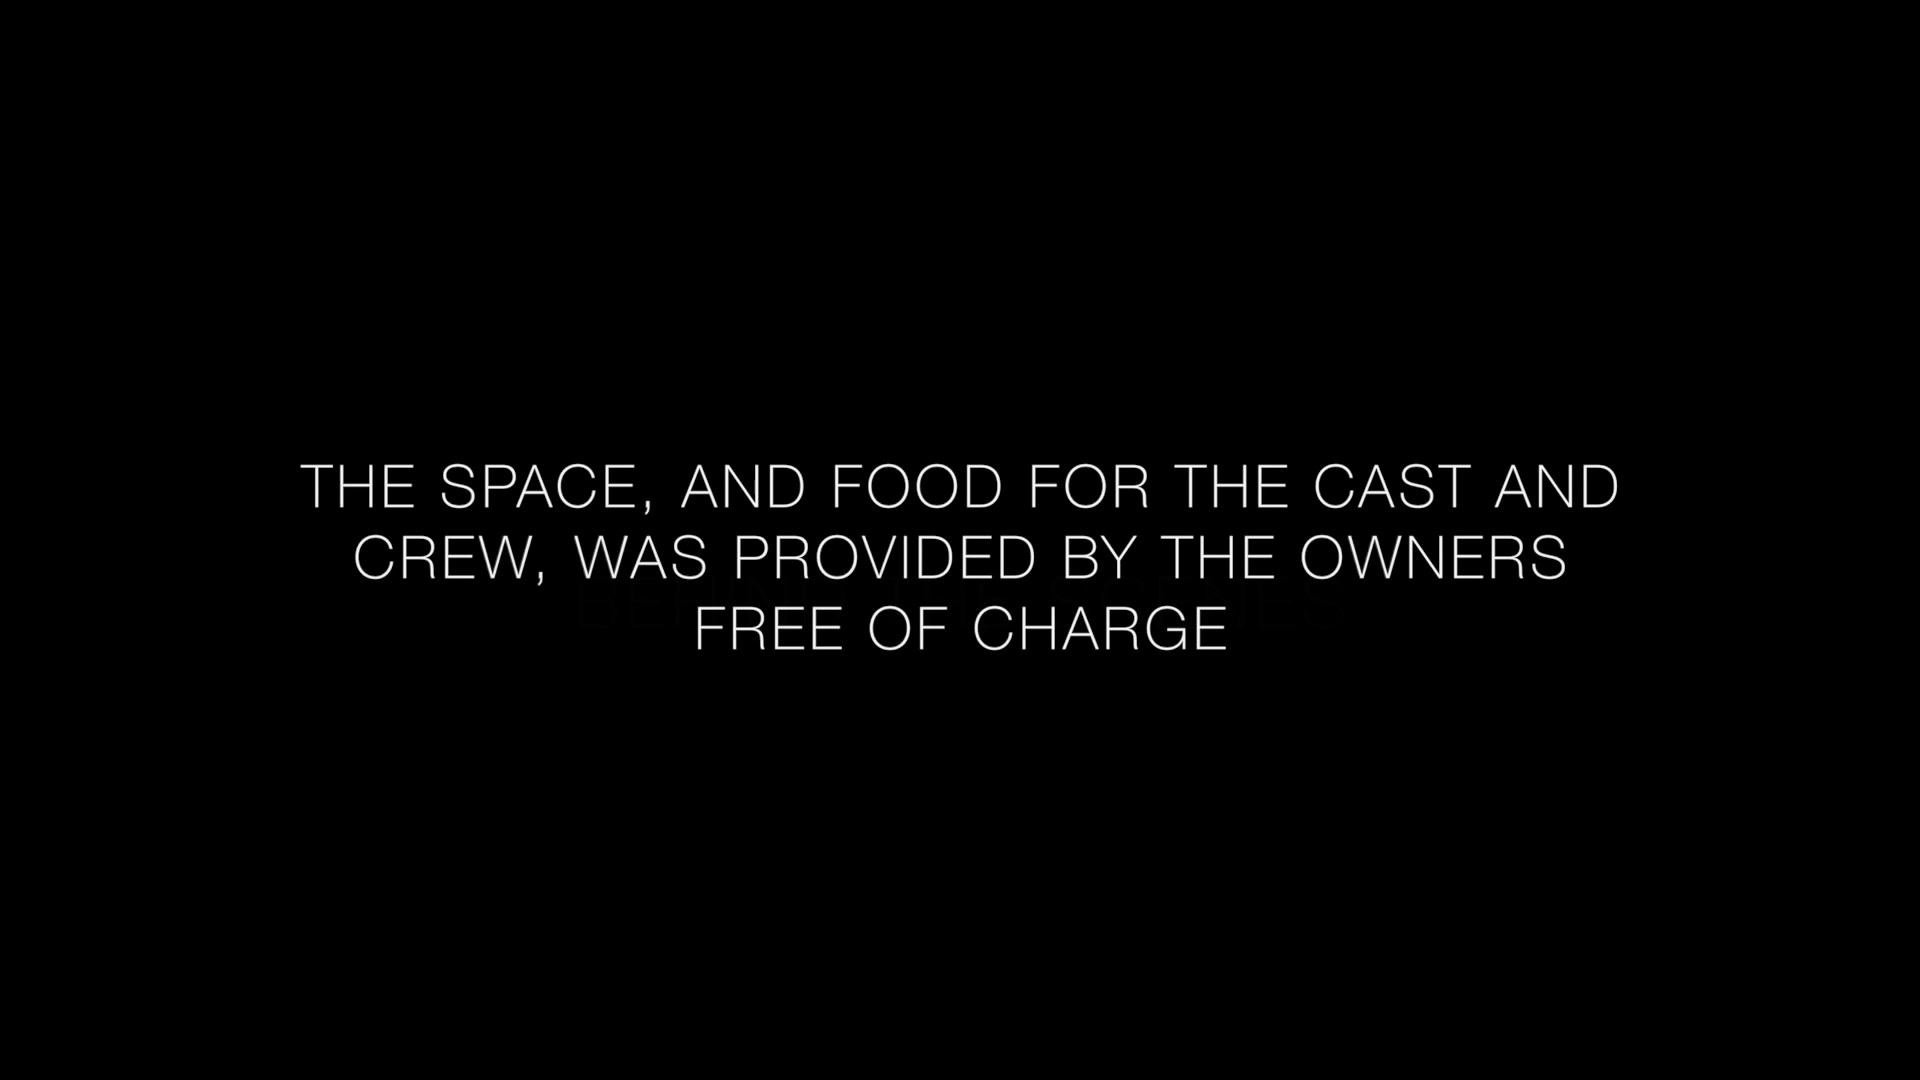 THE SPACE, AND FOOD FOR THE CAST AND
CREW, WAS PROVIDED BY THE OWNERS
FREE OF CHARGE